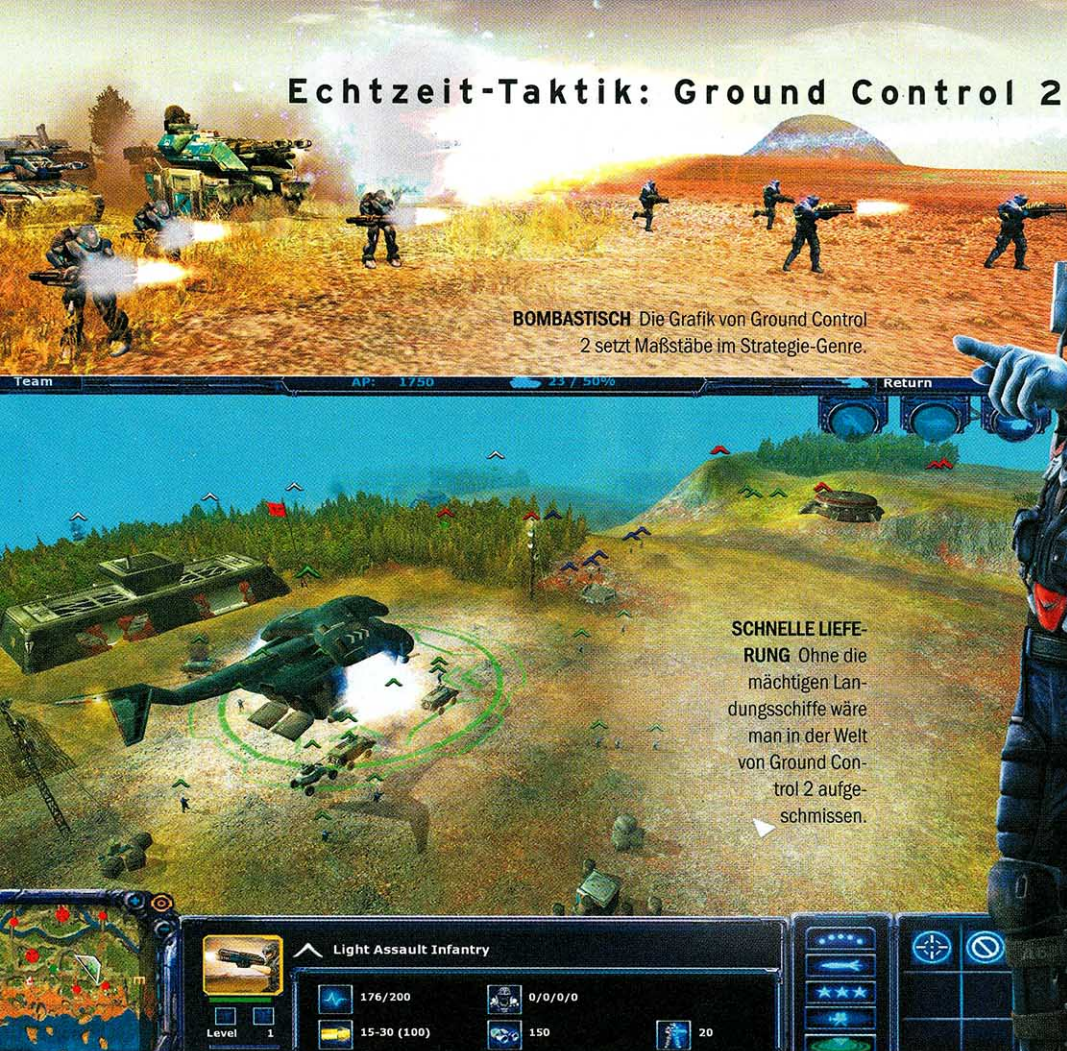 Echtzeit-Taktik: Ground Control 2
BOMBASTISCH Die Grafik von Ground Control
2 setzt Maßstäbe im Strategie-Genre.
Team
AP: 1750
23 / 50%
Return
SCHNELLE LIEFE-
RUNG Ohne die
mächtigen Lan-
dungsschiffe wäre
man in der Welt
von Ground Con-
trol 2 aufge-
schmissen.
Light Assault Infantry
176/200
0/0/0/0
Level 1
15-30 (100)
150
20